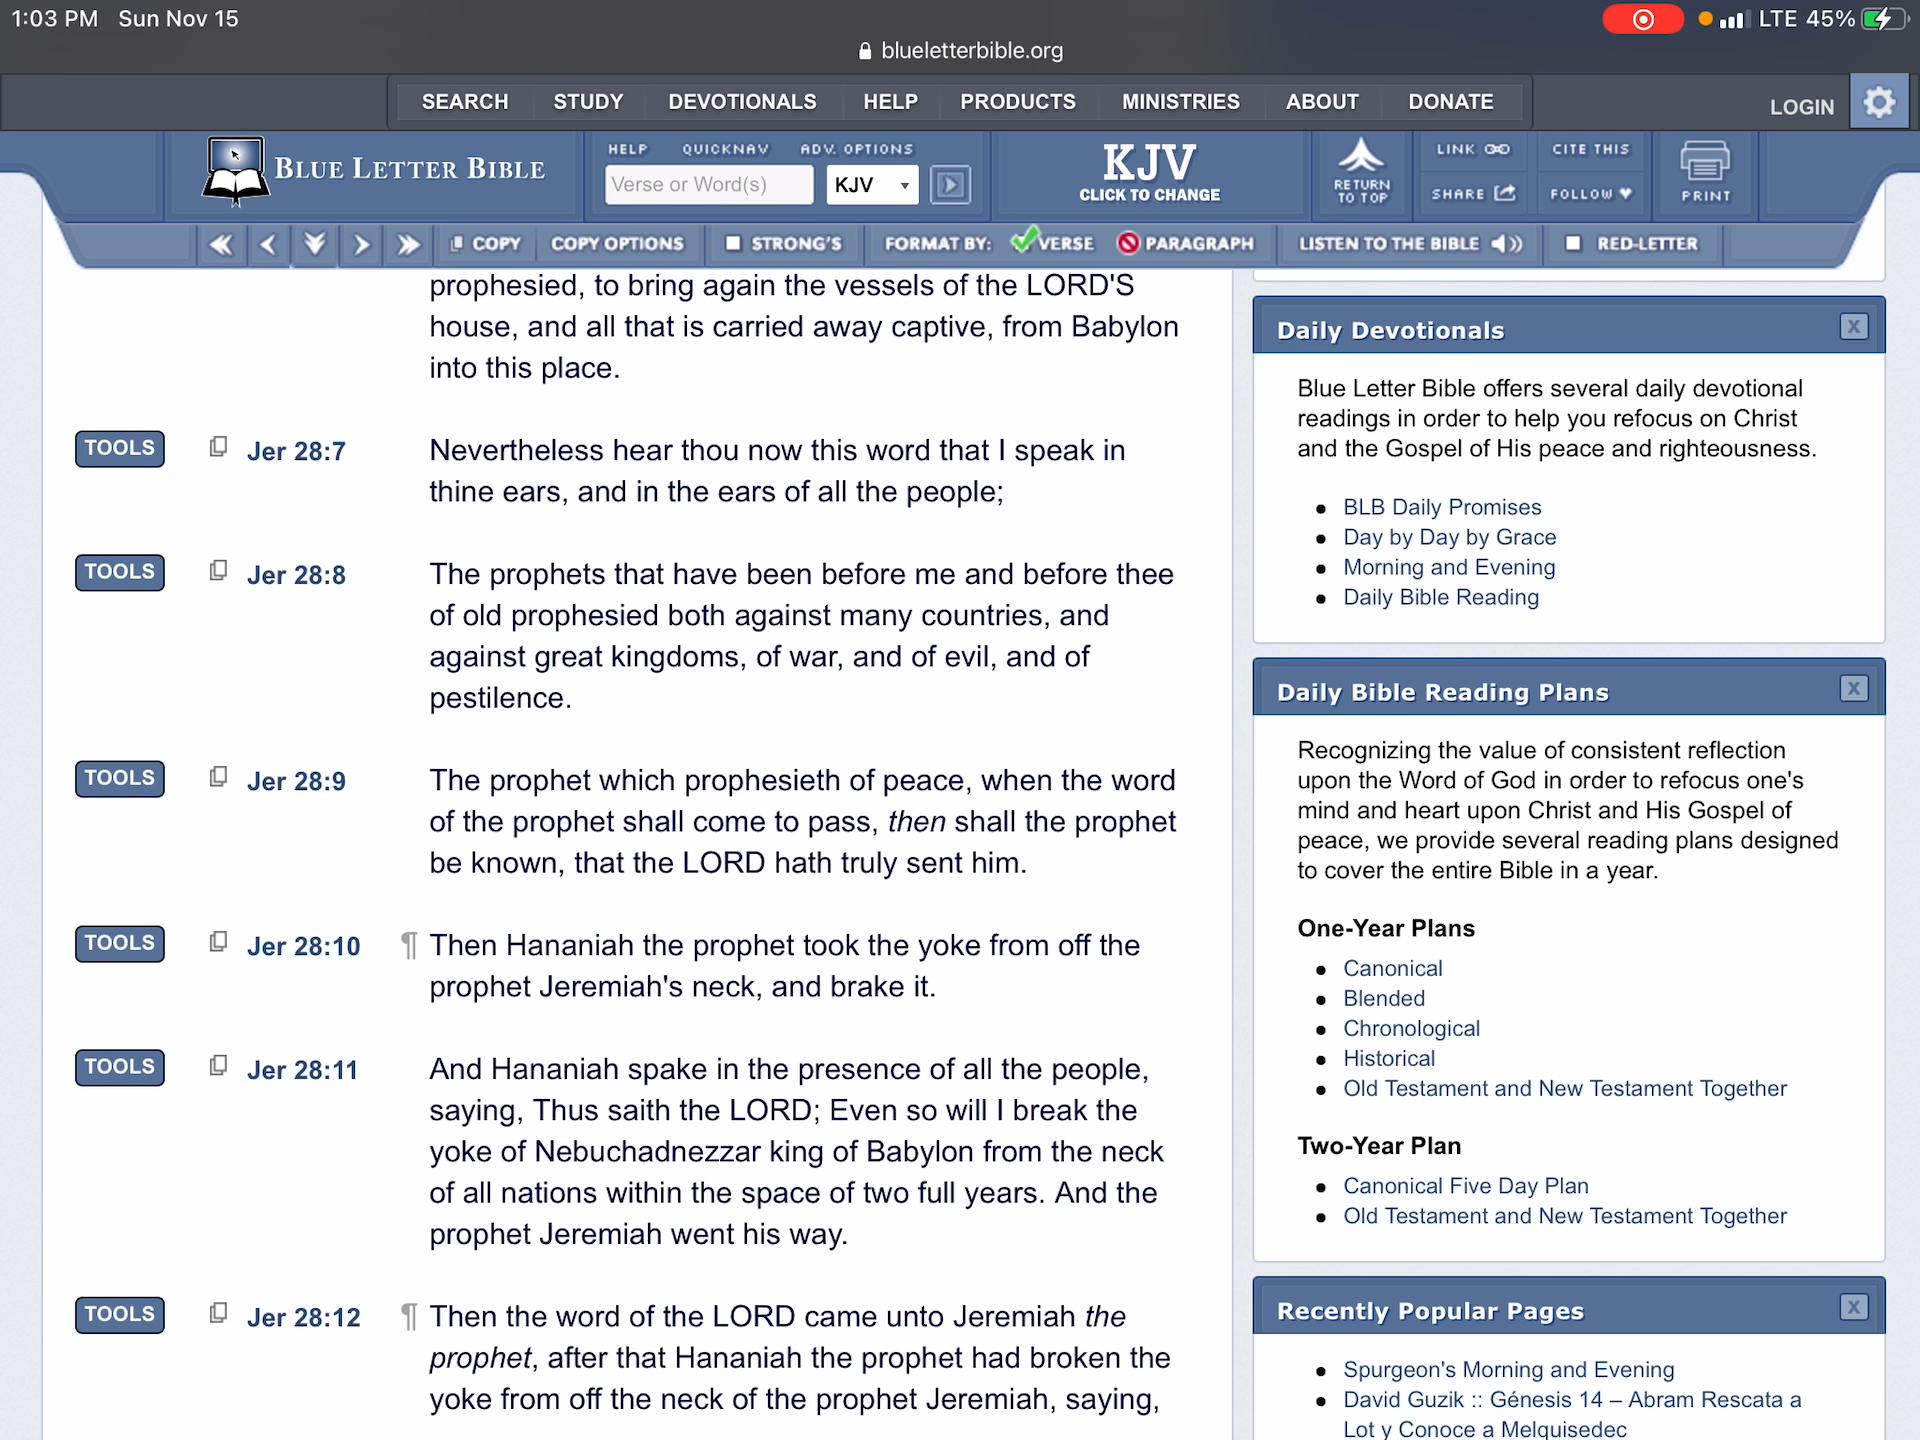 1:03 PM Sun Nov 15
LTE 45%
blueletterbible.org
SEARCH STUDY DEVOTIONALS HELP PRODUCTS MINISTRIES ABOUT DONATE
LOGIN
BLUE LETTER BIBLE
HELP QUICKNAV ADV. OPTIONS
Verse or Word(s) KJV
KJV
CLICK TO CHANGE
RETURN
TO TOP
LINK
SHARE
CITE THIS
FOLLOW
PRINT
COPY COPY OPTIONS STRONG'S FORMAT BY: VERSE PARAGRAPH LISTEN TO THE BIBLE RED-LETTER
prophesied, to bring again the vessels of the LORD'S
house, and all that is carried away captive, from Babylon
into this place.
TOOLS Jer 28:7 Nevertheless hear thou now this word that I speak in
thine ears, and in the ears of all the people;
TOOLS Jer 28:8 The prophets that have been before me and before thee
of old prophesied both against many countries, and
against great kingdoms, of war, and of evil, and of
pestilence.
TOOLS Jer 28:9 The prophet which prophesieth of peace, when the word
of the prophet shall come to pass, then shall the prophet
be known, that the LORD hath truly sent him.
TOOLS Jer 28:10 ¶ Then Hananiah the prophet took the yoke from off the
prophet Jeremiah's neck, and brake it.
TOOLS Jer 28:11 And Hananiah spake in the presence of all the people,
saying, Thus saith the LORD; Even so will I break the
yoke of Nebuchadnezzar king of Babylon from the neck
of all nations within the space of two full years. And the
prophet Jeremiah went his way.
TOOLS Jer 28:12 ¶ Then the word of the LORD came unto Jeremiah the
prophet, after that Hananiah the prophet had broken the
yoke from off the neck of the prophet Jeremiah, saying,
Daily Devotionals X
Blue Letter Bible offers several daily devotional
readings in order to help you refocus on Christ
and the Gospel of His peace and righteousness.
• BLB Daily Promises
• Day by Day by Grace
• Morning and Evening
• Daily Bible Reading
Daily Bible Reading Plans X
Recognizing the value of consistent reflection
upon the Word of God in order to refocus one's
mind and heart upon Christ and His Gospel of
peace, we provide several reading plans designed
to cover the entire Bible in a year.
One-Year Plans
• Canonical
• Blended
• Chronological
• Historical
• Old Testament and New Testament Together
Two-Year Plan
• Canonical Five Day Plan
• Old Testament and New Testament Together
Recently Popular Pages X
• Spurgeon's Morning and Evening
• David Guzik :: Génesis 14 – Abram Rescata a
Lot y Conoce a Melquisedec